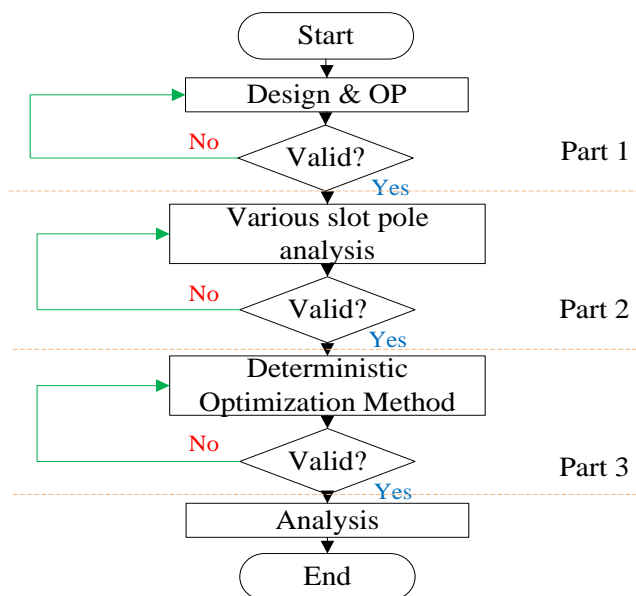 Start
Design & OP
No
Valid?
Part 1
Yes
Various slot pole
analysis
No
Valid?
Part 2
Yes
Deterministic
Optimization Method
No
Valid?
Part 3
Yes
Analysis
End